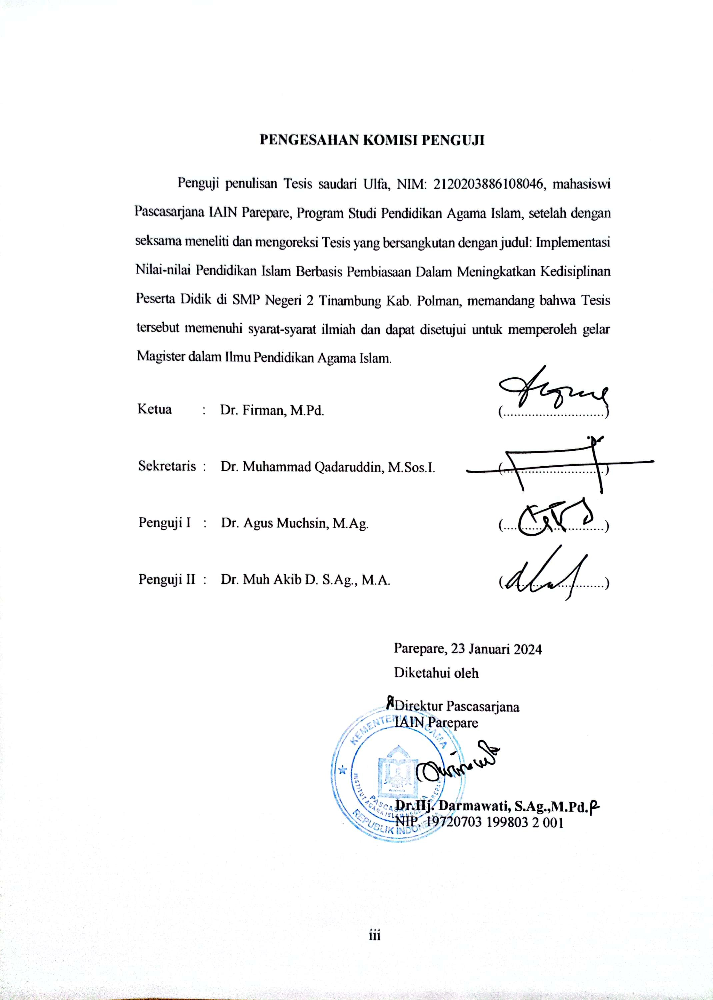 PENGESAHAN KOMISI PENGUJI
Penguji penulisan Tesis saudari Ulfa, NIM: 2120203886108046, mahasiswi
Pascasarjana IAIN Parepare, Program Studi Pendidikan Agama Islam, setelah dengan
seksama meneliti dan mengoreksi Tesis yang bersangkutan dengan judul: Implementasi
Nilai-nilai Pendidikan Islam Berbasis Pembiasaan Dalam Meningkatkan Kedisiplinan
Peserta Didik di SMP Negeri 2 Tinambung Kab. Polman, memandang bahwa Tesis
tersebut memenuhi syarat-syarat ilmiah dan dapat disetujui untuk memperoleh gelar
Magister dalam Ilmu Pendidikan Agama Islam.
Ketua : Dr. Firman, M.Pd. (............................)
Sekretaris : Dr. Muhammad Qadaruddin, M.Sos.I. (............................)
Penguji I : Dr. Agus Muchsin, M.Ag. (............................)
Penguji II : Dr. Muh Akib D. S.Ag., M.A. (............................)
Parepare, 23 Januari 2024
Diketahui oleh
Direktur Pascasarjana
IAIN Parepare
KEMENTERIAN AGAMA
INSTITUT AGAMA ISLAM NEGERI PAREPARE
PASCASARJANA
REPUBLIK INDONESIA
Dr.Hj. Darmawati, S.Ag.,M.Pd.
NIP. 19720703 199803 2 001
iii